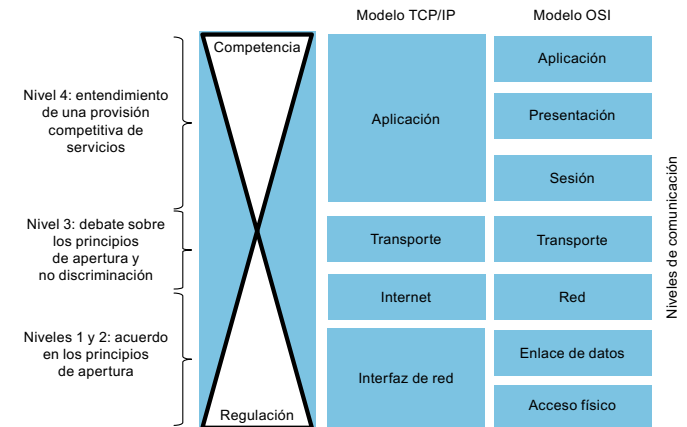 Modelo TCP/IP
Modelo OSI
Competencia
Nivel 4: entendimiento
de una provisión
competitiva de
servicios
Aplicación
Aplicación
Presentación
Sesión
Nivel 3: debate sobre
los principios
de apertura y
no discriminación
Transporte
Transporte
Internet
Red
Niveles 1 y 2: acuerdo
en los principios
de apertura
Interfaz de red
Enlace de datos
Acceso físico
Regulación
Niveles de comunicación